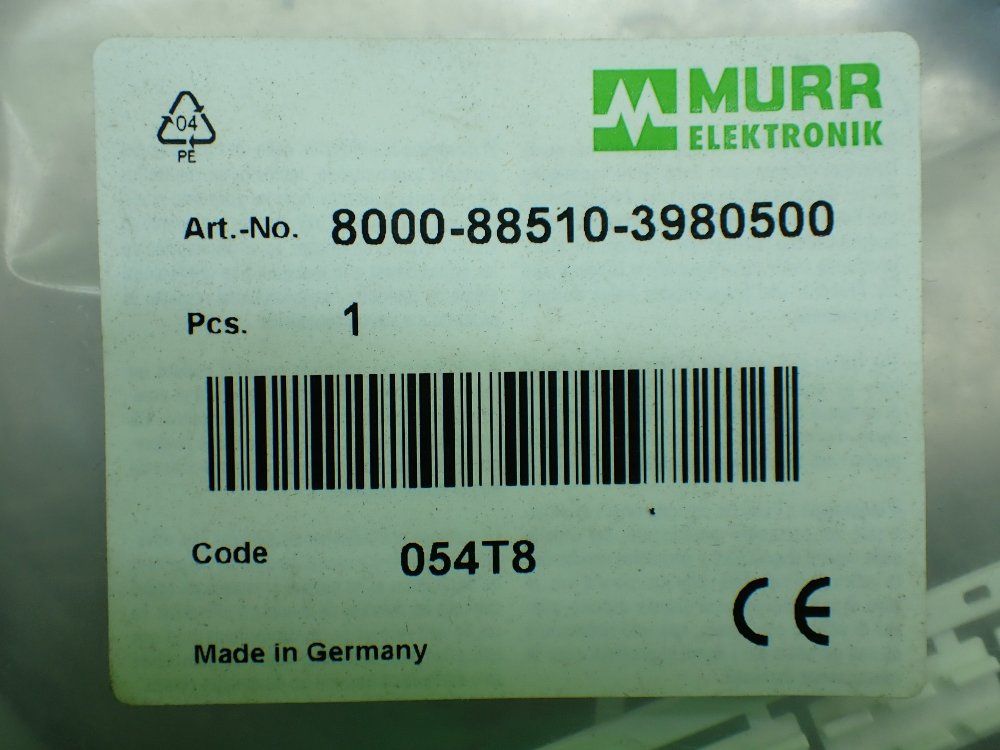 04
PE
MURR
ELEKTRONIK
Art.-No. 8000-88510-3980500
Pcs. 1
Code 054T8
CE
Made in Germany